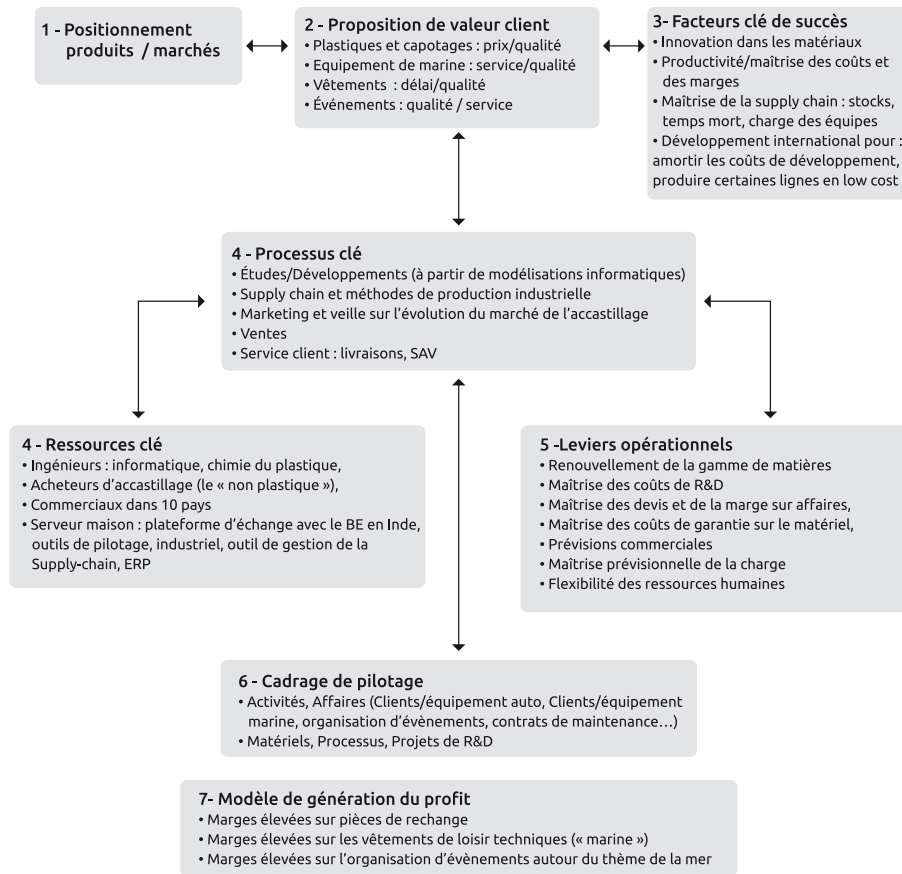 1 - Positionnement
produits / marchés
2 - Proposition de valeur client
• Plastiques et capotages : prix/qualité
• Equipement de marine : service/qualité
• Vêtements : délai/qualité
• Événements : qualité / service
3- Facteurs clé de succès
• Innovation dans les matériaux
• Productivité/maîtrise des coûts et
des marges
• Maîtrise de la supply chain : stocks,
temps mort, charge des équipes
• Développement international pour :
amortir les coûts de développement,
produire certaines lignes en low cost
4 - Processus clé
• Études/Développements (à partir de modélisations informatiques)
• Supply chain et méthodes de production industrielle
• Marketing et veille sur l'évolution du marché de l'accastillage
• Ventes
• Service client : livraisons, SAV
4 - Ressources clé
• Ingénieurs : informatique, chimie du plastique,
• Acheteurs d'accastillage (le « non plastique »),
• Commerciaux dans 10 pays
• Serveur maison : plateforme d'échange avec le BE en Inde,
outils de pilotage, industriel, outil de gestion de la
Supply-chain, ERP
5 -Leviers opérationnels
• Renouvellement de la gamme de matières
• Maîtrise des coûts de R&D
• Maîtrise des devis et de la marge sur affaires,
• Maîtrise des coûts de garantie sur le matériel,
• Prévisions commerciales
• Maîtrise prévisionnelle de la charge
• Flexibilité des ressources humaines
6 - Cadrage de pilotage
• Activités, Affaires (Clients/équipement auto, Clients/équipement
marine, organisation d'évènements, contrats de maintenance…)
• Matériels, Processus, Projets de R&D
7- Modèle de génération du profit
• Marges élevées sur pièces de rechange
• Marges élevées sur les vêtements de loisir techniques (« marine »)
• Marges élevées sur l'organisation d'évènements autour du thème de la mer